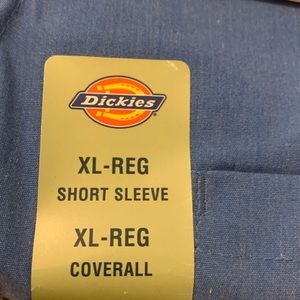 Dickies
XL-REG
SHORT SLEEVE
XL-REG
COVERALL